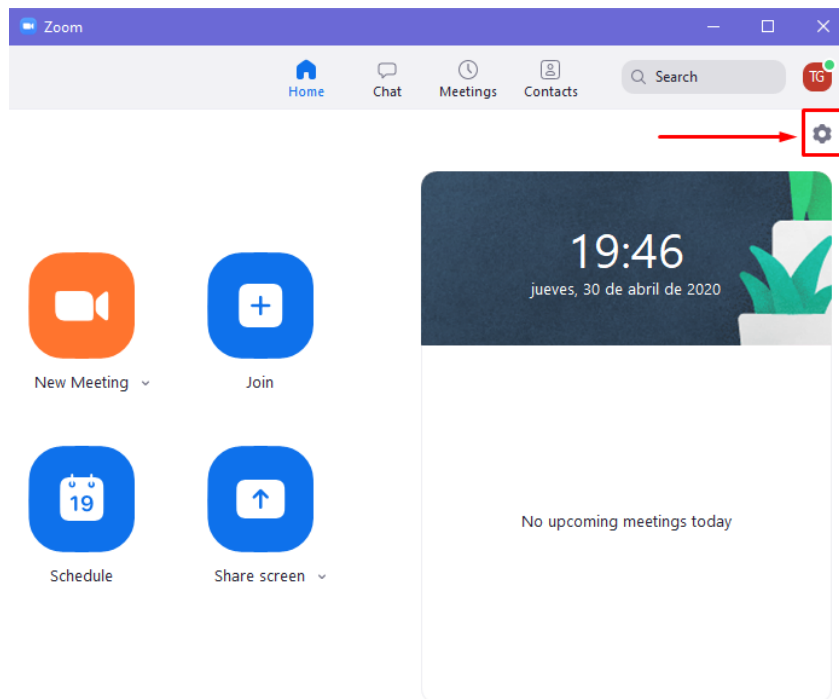 Zoom
Home
Chat
Meetings
Contacts
Search
TG
19:46
jueves, 30 de abril de 2020
New Meeting
Join
19
Schedule
Share screen
No upcoming meetings today